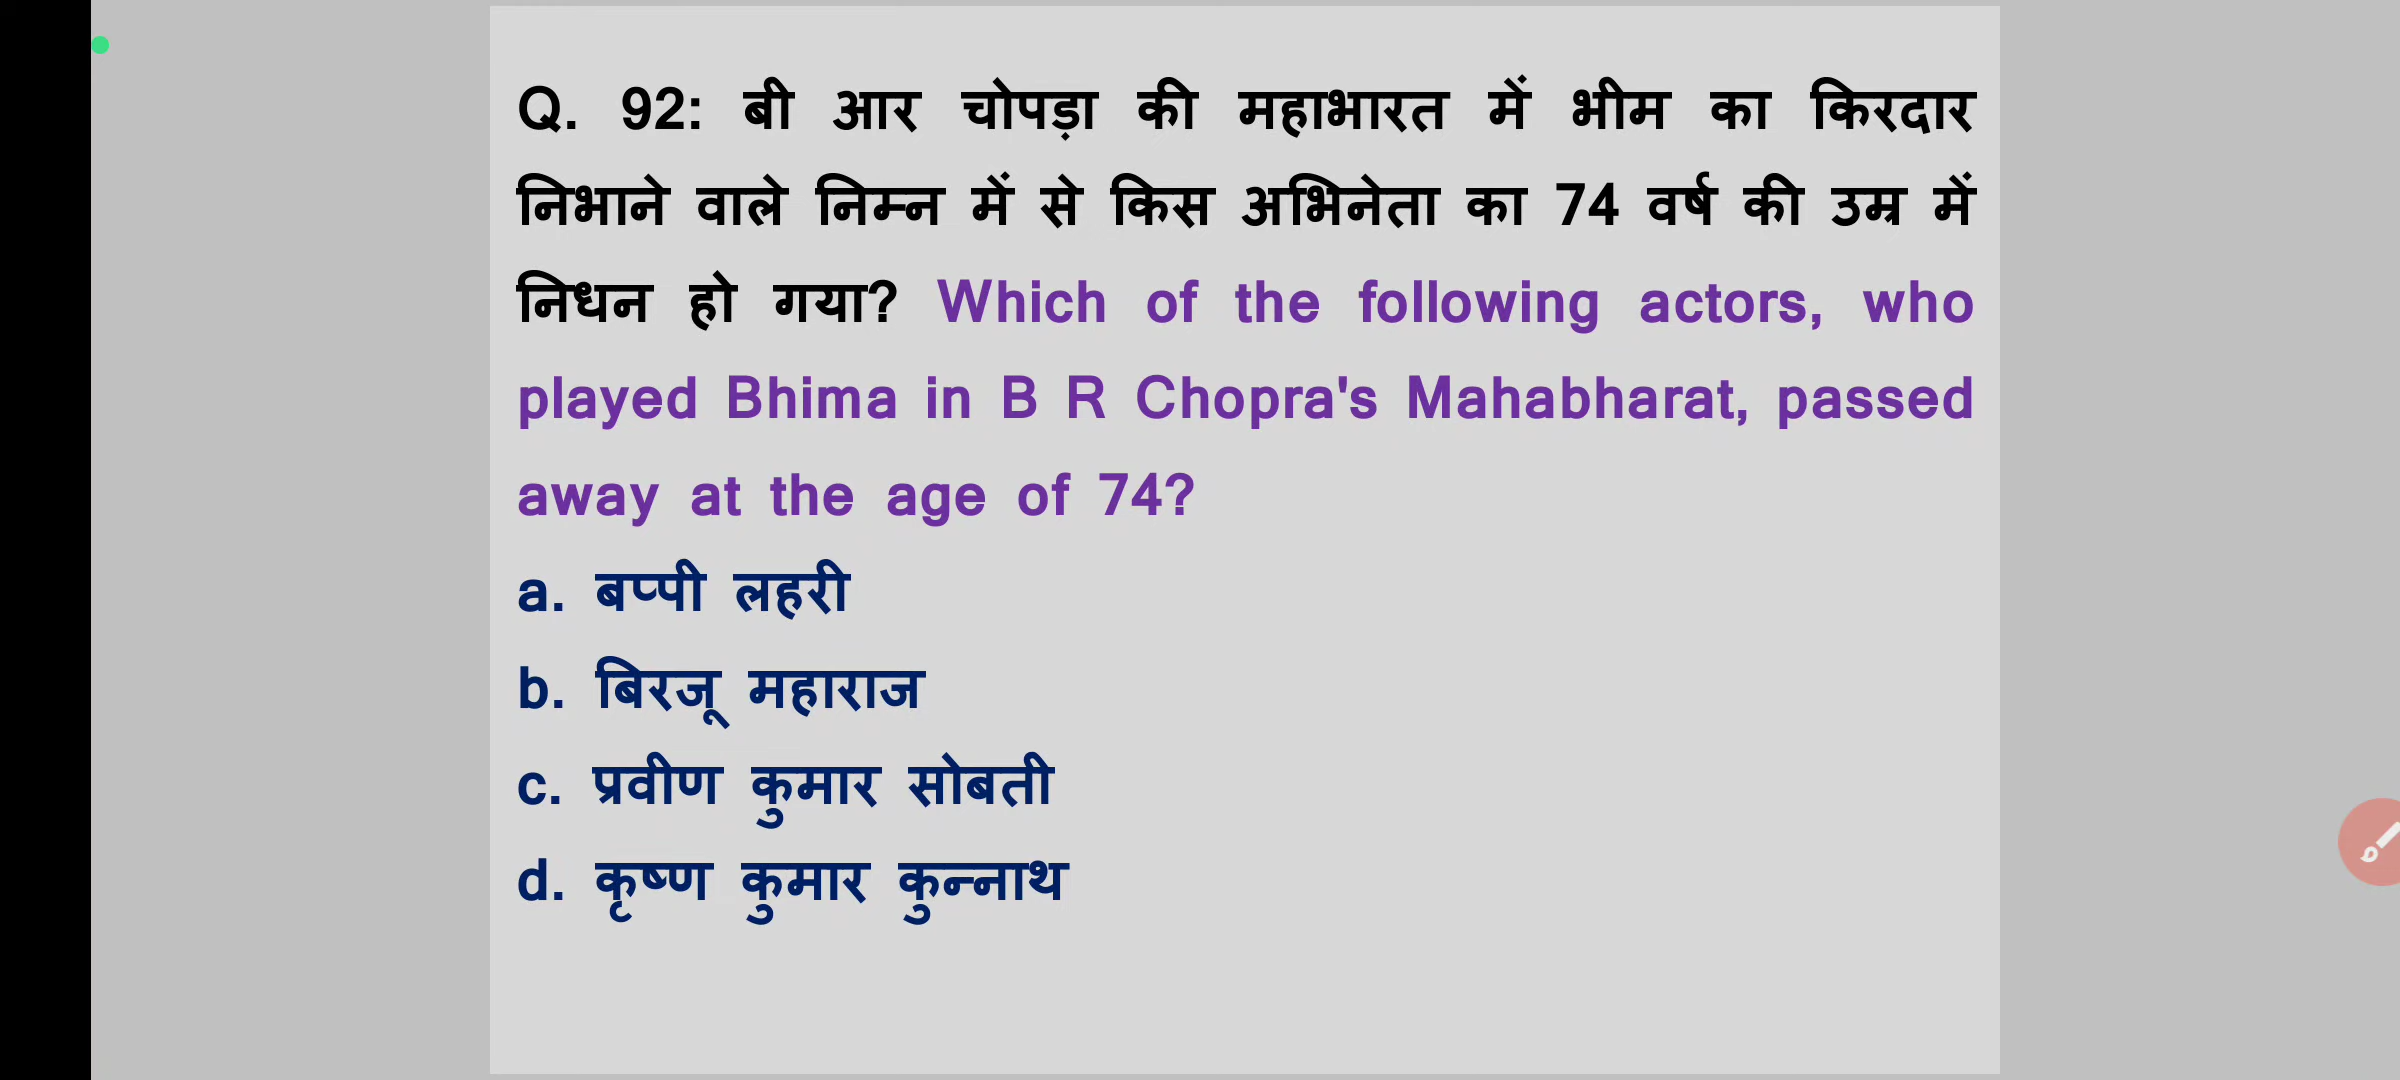 Q. 92: बी आर चोपड़ा की महाभारत में भीम का किरदार
निभाने वाले निम्न में से किस अभिनेता का 74 वर्ष की उम्र में
निधन हो गया? Which of the following actors, who
played Bhima in B R Chopra's Mahabharat, passed
away at the age of 74?
a. बप्पी लहरी
b. बिरजू महाराज
c. प्रवीण कुमार सोबती
d. कृष्ण कुमार कुन्नाथ